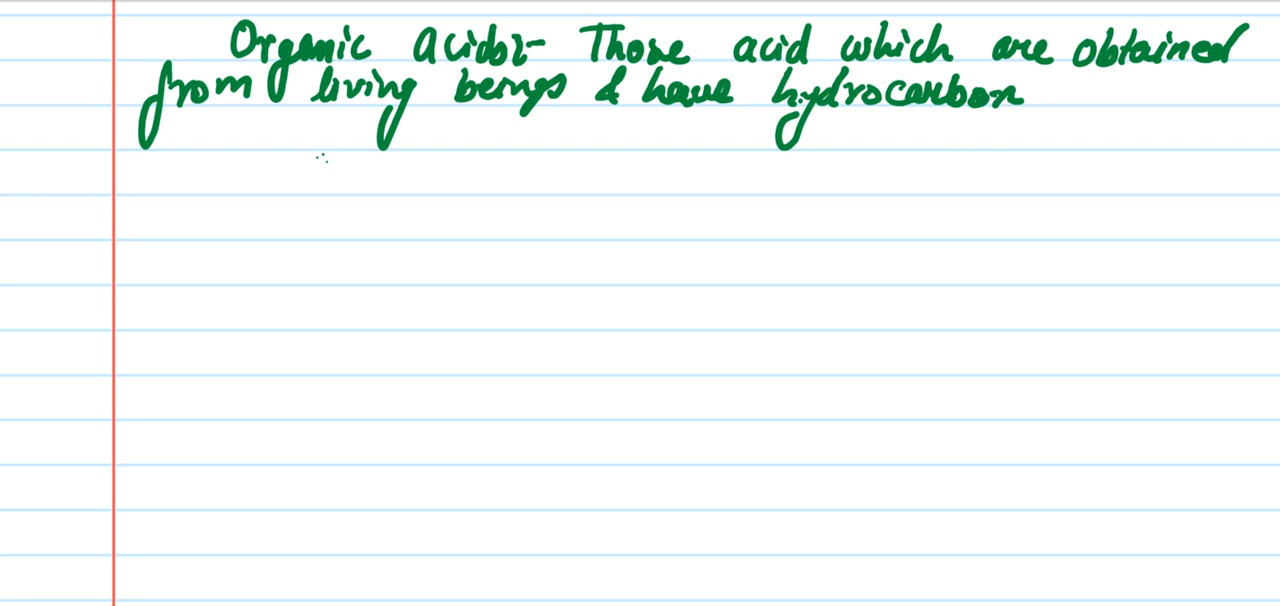 Organic acids:- Those acid which are obtained
from living beings & have hydrocarbon